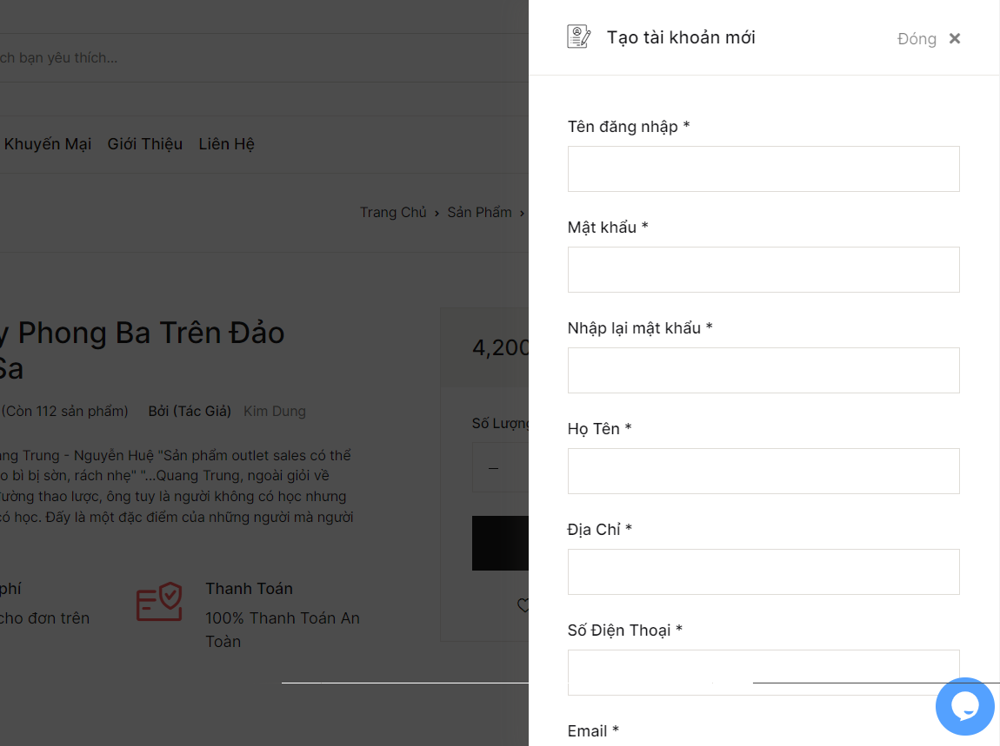 ch bạn yêu thích...
Khuyến Mại Giới Thiệu Liên Hệ
Trang Chủ › Sản Phẩm ›
y Phong Ba Trên Đảo
Sa
(Còn 112 sản phẩm) Bởi (Tác Giả) Kim Dung
ang Trung - Nguyễn Huệ "Sản phẩm outlet sales có thể
o bì bị sờn, rách nhẹ" "...Quang Trung, ngoài giỏi về
đường thao lược, ông tuy là người không có học nhưng
có học. Đấy là một đặc điểm của những người mà người
phí
cho đơn trên
Thanh Toán
100% Thanh Toán An
Toàn
4,200
Số Lượng
Tạo tài khoản mới
Đóng ×
Tên đăng nhập *
Mật khẩu *
Nhập lại mật khẩu *
Họ Tên *
Địa Chỉ *
Số Điện Thoại *
Email *